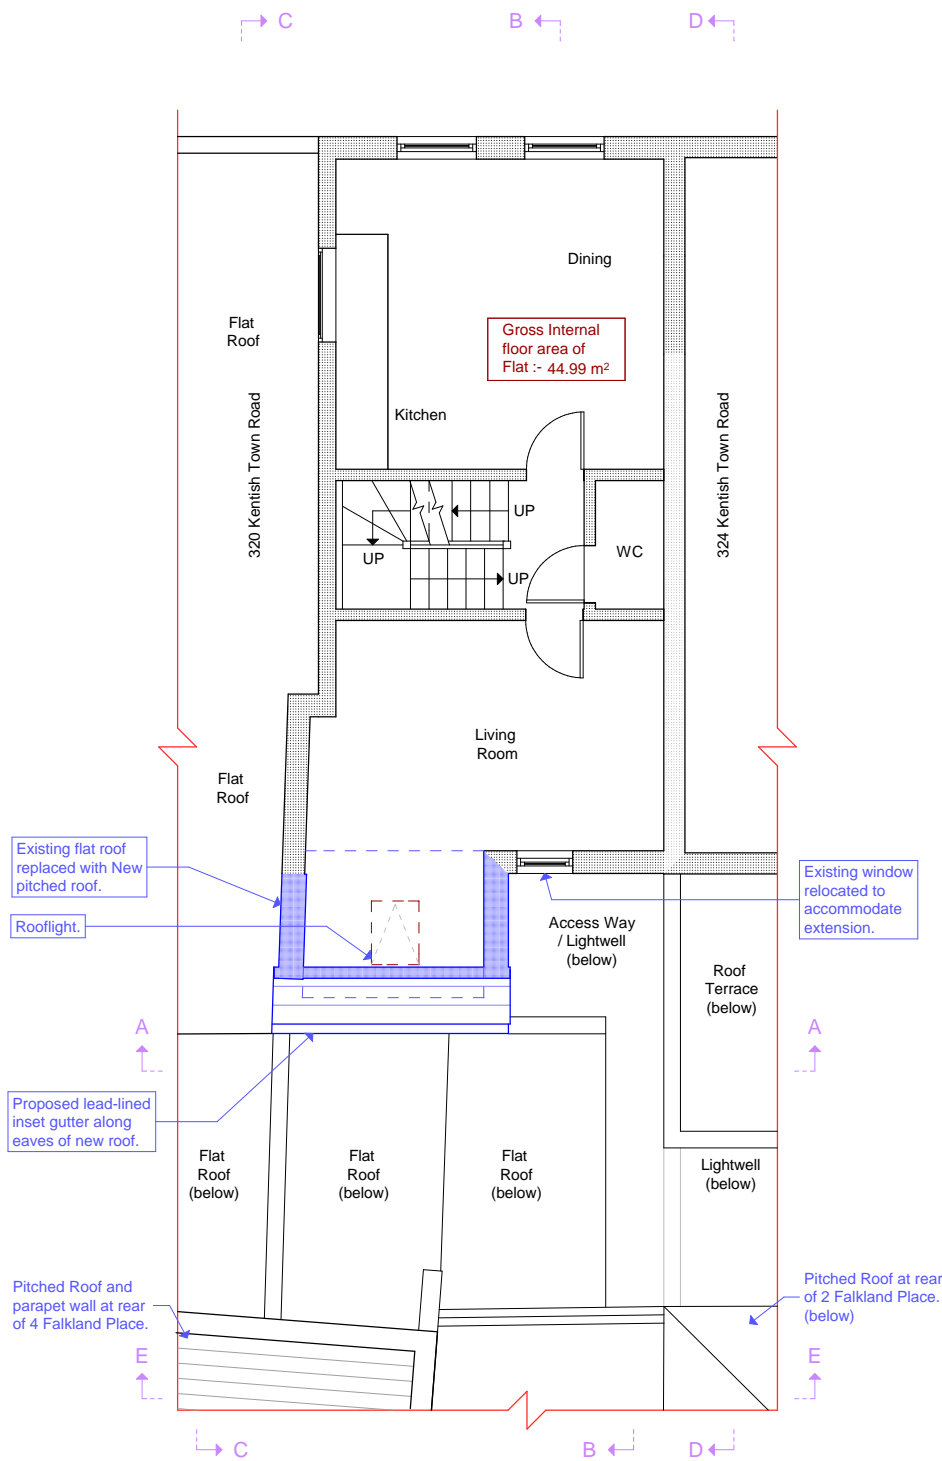 C
B
D
Dining
Flat
Roof
Gross Internal
floor area of
Flat :- 44.99 m²
Kitchen
320 Kentish Town Road
324 Kentish Town Road
UP
UP
UP
WC
Living
Room
Flat
Roof
Existing flat roof
replaced with New
pitched roof.
Rooflight.
Existing window
relocated to
accommodate
extension.
Access Way
/ Lightwell
(below)
Roof
Terrace
(below)
A
A
Proposed lead-lined
inset gutter along
eaves of new roof.
Flat
Roof
(below)
Flat
Roof
(below)
Flat
Roof
(below)
Lightwell
(below)
Pitched Roof and
parapet wall at rear
of 4 Falkland Place.
Pitched Roof at rear
of 2 Falkland Place.
(below)
E
E
C
B
D